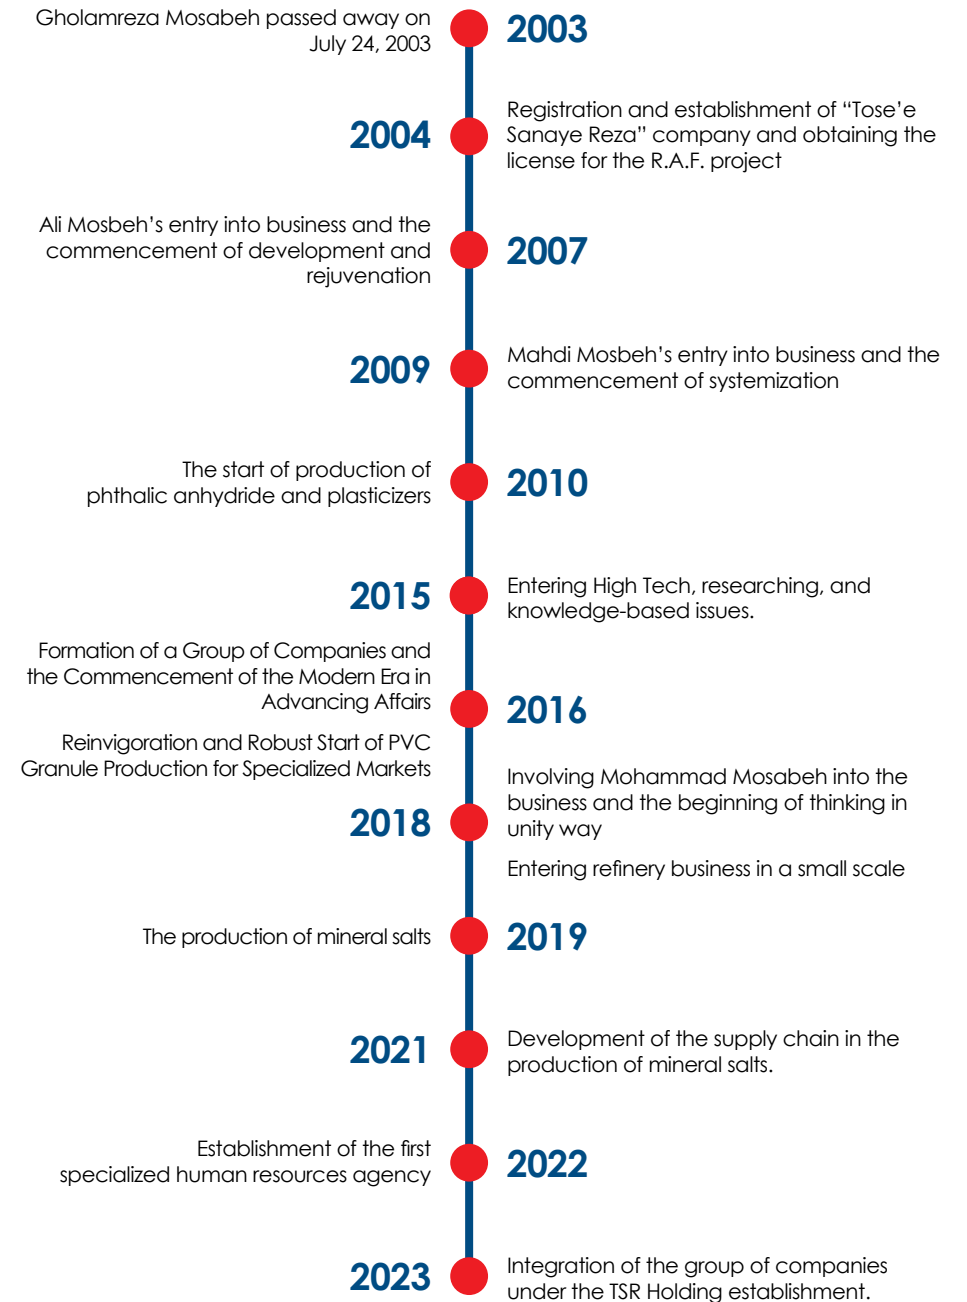 Gholamreza Mosabeh passed away on
July 24, 2003
2003
2004
Registration and establishment of “Tose’e
Sanaye Reza” company and obtaining the
license for the R.A.F. project
Ali Mosbeh’s entry into business and the
commencement of development and
rejuvenation
2007
2009
Mahdi Mosbeh’s entry into business and the
commencement of systemization
The start of production of
phthalic anhydride and plasticizers
2010
2015
Entering High Tech, researching, and
knowledge-based issues.
Formation of a Group of Companies and
the Commencement of the Modern Era in
Advancing Affairs
Reinvigoration and Robust Start of PVC
Granule Production for Specialized Markets
2016
2018
Involving Mohammad Mosabeh into the
business and the beginning of thinking in
unity way
Entering refinery business in a small scale
The production of mineral salts
2019
2021
Development of the supply chain in the
production of mineral salts.
Establishment of the first
specialized human resources agency
2022
2023
Integration of the group of companies
under the TSR Holding establishment.